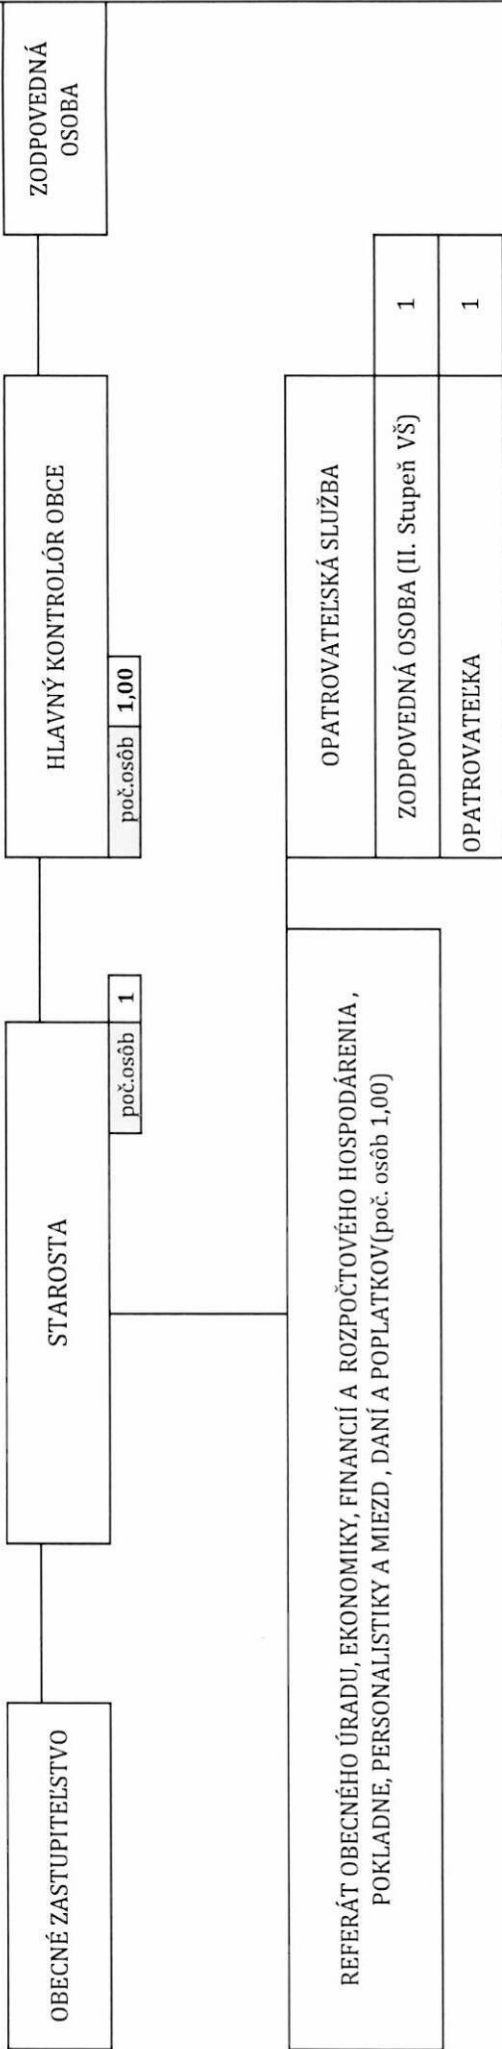 OBECNÉ ZASTUPITEĽSTVO
STAROSTA
poč.osôb 1
HLAVNÝ KONTROLÓR OBCE
poč.osôb 1,00
ZODPOVEDNÁ
OSOBA
REFERÁT OBECNÉHO ÚRADU, EKONOMIKY, FINANCIÍ A ROZPOČTOVÉHO HOSPODÁRENIA ,
POKLADNE, PERSONALISTIKY A MIEZD , DANÍ A POPLATKOV(poč. osôb 1,00)
OPATROVATEĽSKÁ SLUŽBA
ZODPOVEDNÁ OSOBA (II. Stupeň VŠ) 1
OPATROVATEĽKA 1